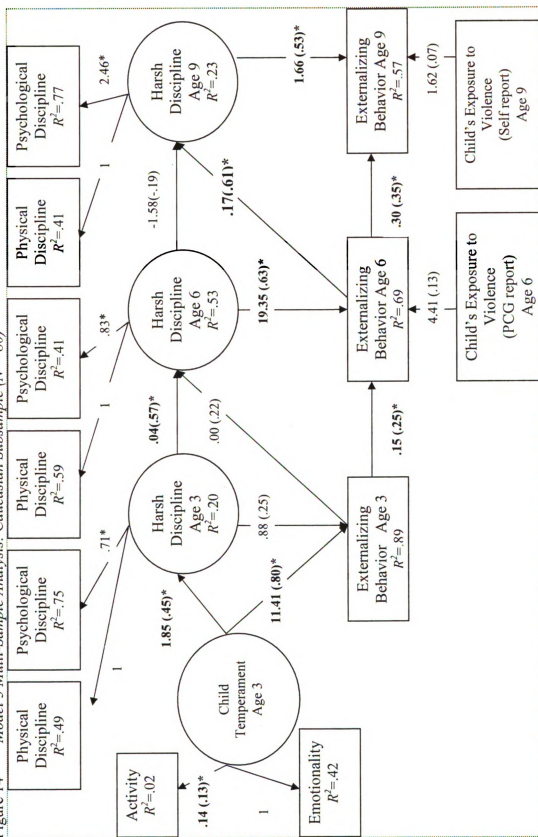 Figure 14 Model 3 Multi-Sample Analysis: Caucasian Subsample (N = 60)
Physical
Discipline
R²=.49
Psychological
Discipline
R²=.75
Physical
Discipline
R²=.59
Psychological
Discipline
R²=.41
Physical
Discipline
R²=.41
Psychological
Discipline
R²=.77
1
.71*
1
.83*
1
2.46*
Harsh
Discipline
Age 3
R²=.20
Harsh
Discipline
Age 6
R²=.53
Harsh
Discipline
Age 9
R²=.23
.04(.57)*
-1.58(-.19)
.00 (.22)
Activity
R²=.02
.14 (.13)*
1
Emotionality
R²=.42
Child
Temperament
Age 3
1.85 (.45)*
11.41 (.80)*
.88 (.25)
19.35 (.63)*
.17(.61)*
1.66 (.53)*
Externalizing
Behavior Age 3
R²=.89
.15 (.25)*
Externalizing
Behavior Age 6
R²=.69
.30 (.35)*
Externalizing
Behavior Age 9
R²=.57
4.41 (.13)
1.62 (.07)
Child's Exposure to
Violence
(PCG report)
Age 6
Child's Exposure to
Violence
(Self report)
Age 9